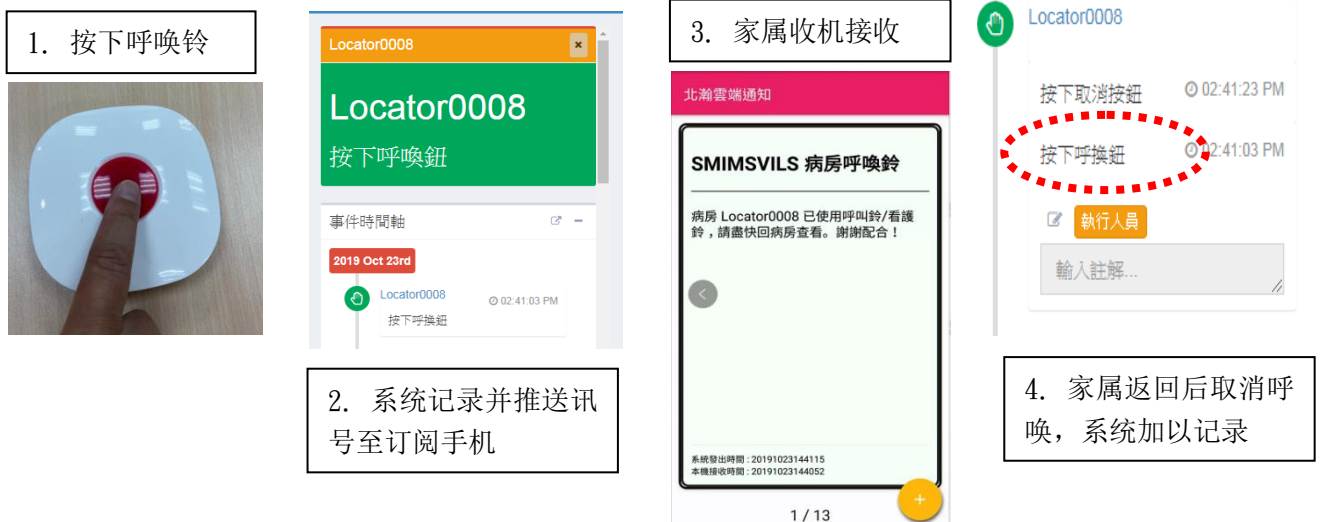 1. 按下呼唤铃
Locator0008
Locator0008
按下呼喚鈕
事件時間軸
2019 Oct 23rd
Locator0008
02:41:03 PM
按下呼換鈕
2. 系统记录并推送讯
号至订阅手机
3. 家属收机接收
北瀚雲端通知
SMIMSVILS 病房呼喚鈴
病房 Locator0008 已使用呼叫鈴/看護
鈴，請盡快回病房查看。謝謝配合！
系統發出時間 : 20191023144115
本機接收時間 : 20191023144052
1 / 13
Locator0008
按下取消按鈕 02:41:23 PM
按下呼換鈕 02:41:03 PM
執行人員
輸入註解...
4. 家属返回后取消呼
唤，系统加以记录